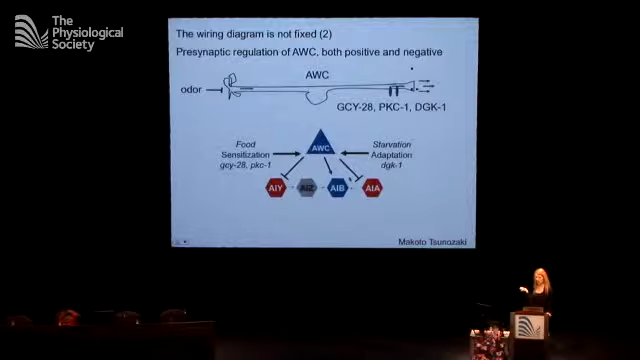 The
Physiological
Society
The wiring diagram is not fixed (2)
Presynaptic regulation of AWC, both positive and negative
AWC
odor
GCY-28, PKC-1, DGK-1
Food
Sensitization
gcy-28, pkc-1
AWC
Starvation
Adaptation
dgk-1
AIY
AIZ
AIB
AIA
Makoto Tsunozaki